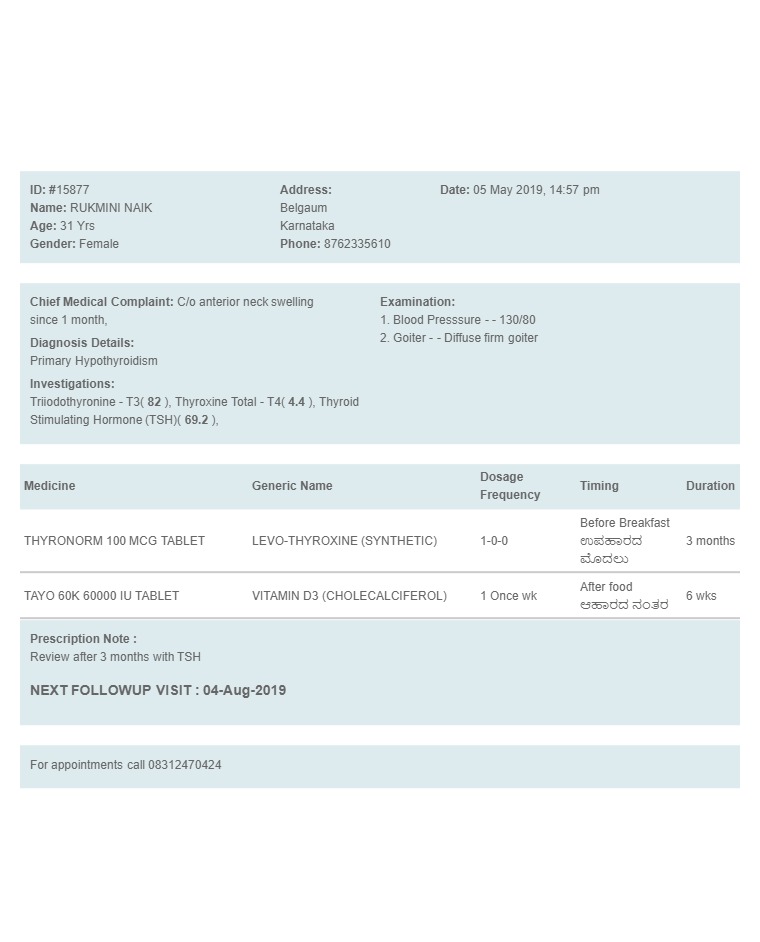 ID: #15877
Name: RUKMINI NAIK
Age: 31 Yrs
Gender: Female
Address:
Belgaum
Karnataka
Phone: 8762335610
Date: 05 May 2019, 14:57 pm
Chief Medical Complaint: C/o anterior neck swelling
since 1 month,
Diagnosis Details:
Primary Hypothyroidism
Investigations:
Triiodothyronine - T3( 82 ), Thyroxine Total - T4( 4.4 ), Thyroid
Stimulating Hormone (TSH)( 69.2 ),
Examination:
1. Blood Presssure - - 130/80
2. Goiter - - Diffuse firm goiter
Medicine Generic Name Dosage Frequency Timing Duration
THYRONORM 100 MCG TABLET LEVO-THYROXINE (SYNTHETIC) 1-0-0 Before Breakfast ಉಪಹಾರದ ಮೊದಲು 3 months
TAYO 60K 60000 IU TABLET VITAMIN D3 (CHOLECALCIFEROL) 1 Once wk After food ಆಹಾರದ ನಂತರ 6 wks
Prescription Note :
Review after 3 months with TSH
NEXT FOLLOWUP VISIT : 04-Aug-2019
For appointments call 08312470424